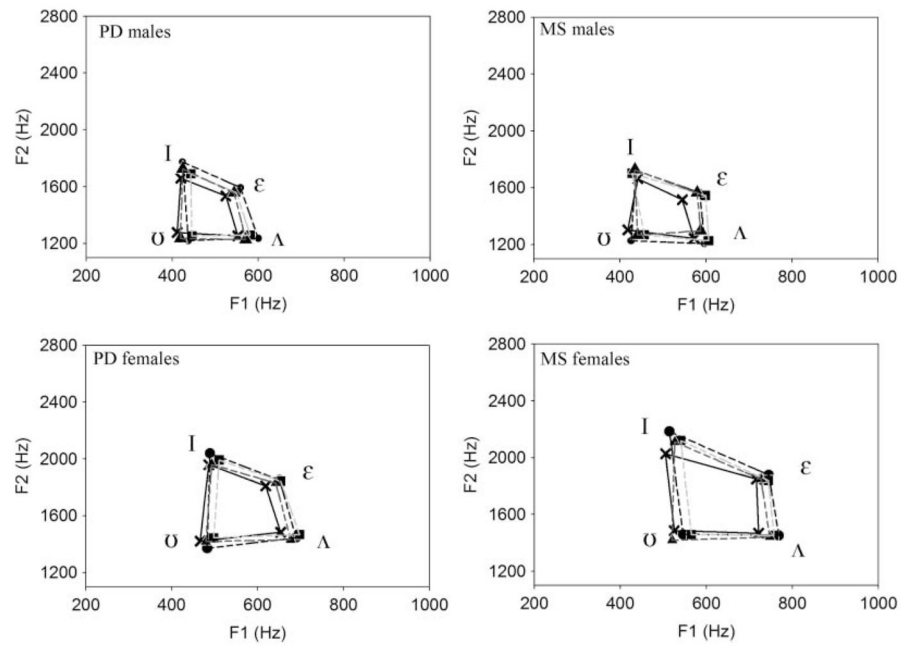 2800
PD males
2400
F2 (Hz)
2000
I
1600
ɛ
1200
ʊ
Λ
200 400 600 800 1000
F1 (Hz)
2800
MS males
2400
F2 (Hz)
2000
I
1600
ɛ
1200
ʊ
Λ
200 400 600 800 1000
F1 (Hz)
2800
PD females
2400
F2 (Hz)
2000
I
ɛ
1600
ʊ
Λ
1200
200 400 600 800 1000
F1 (Hz)
2800
MS females
2400
F2 (Hz)
I
2000
ɛ
1600
ʊ
Λ
1200
200 400 600 800 1000
F1 (Hz)